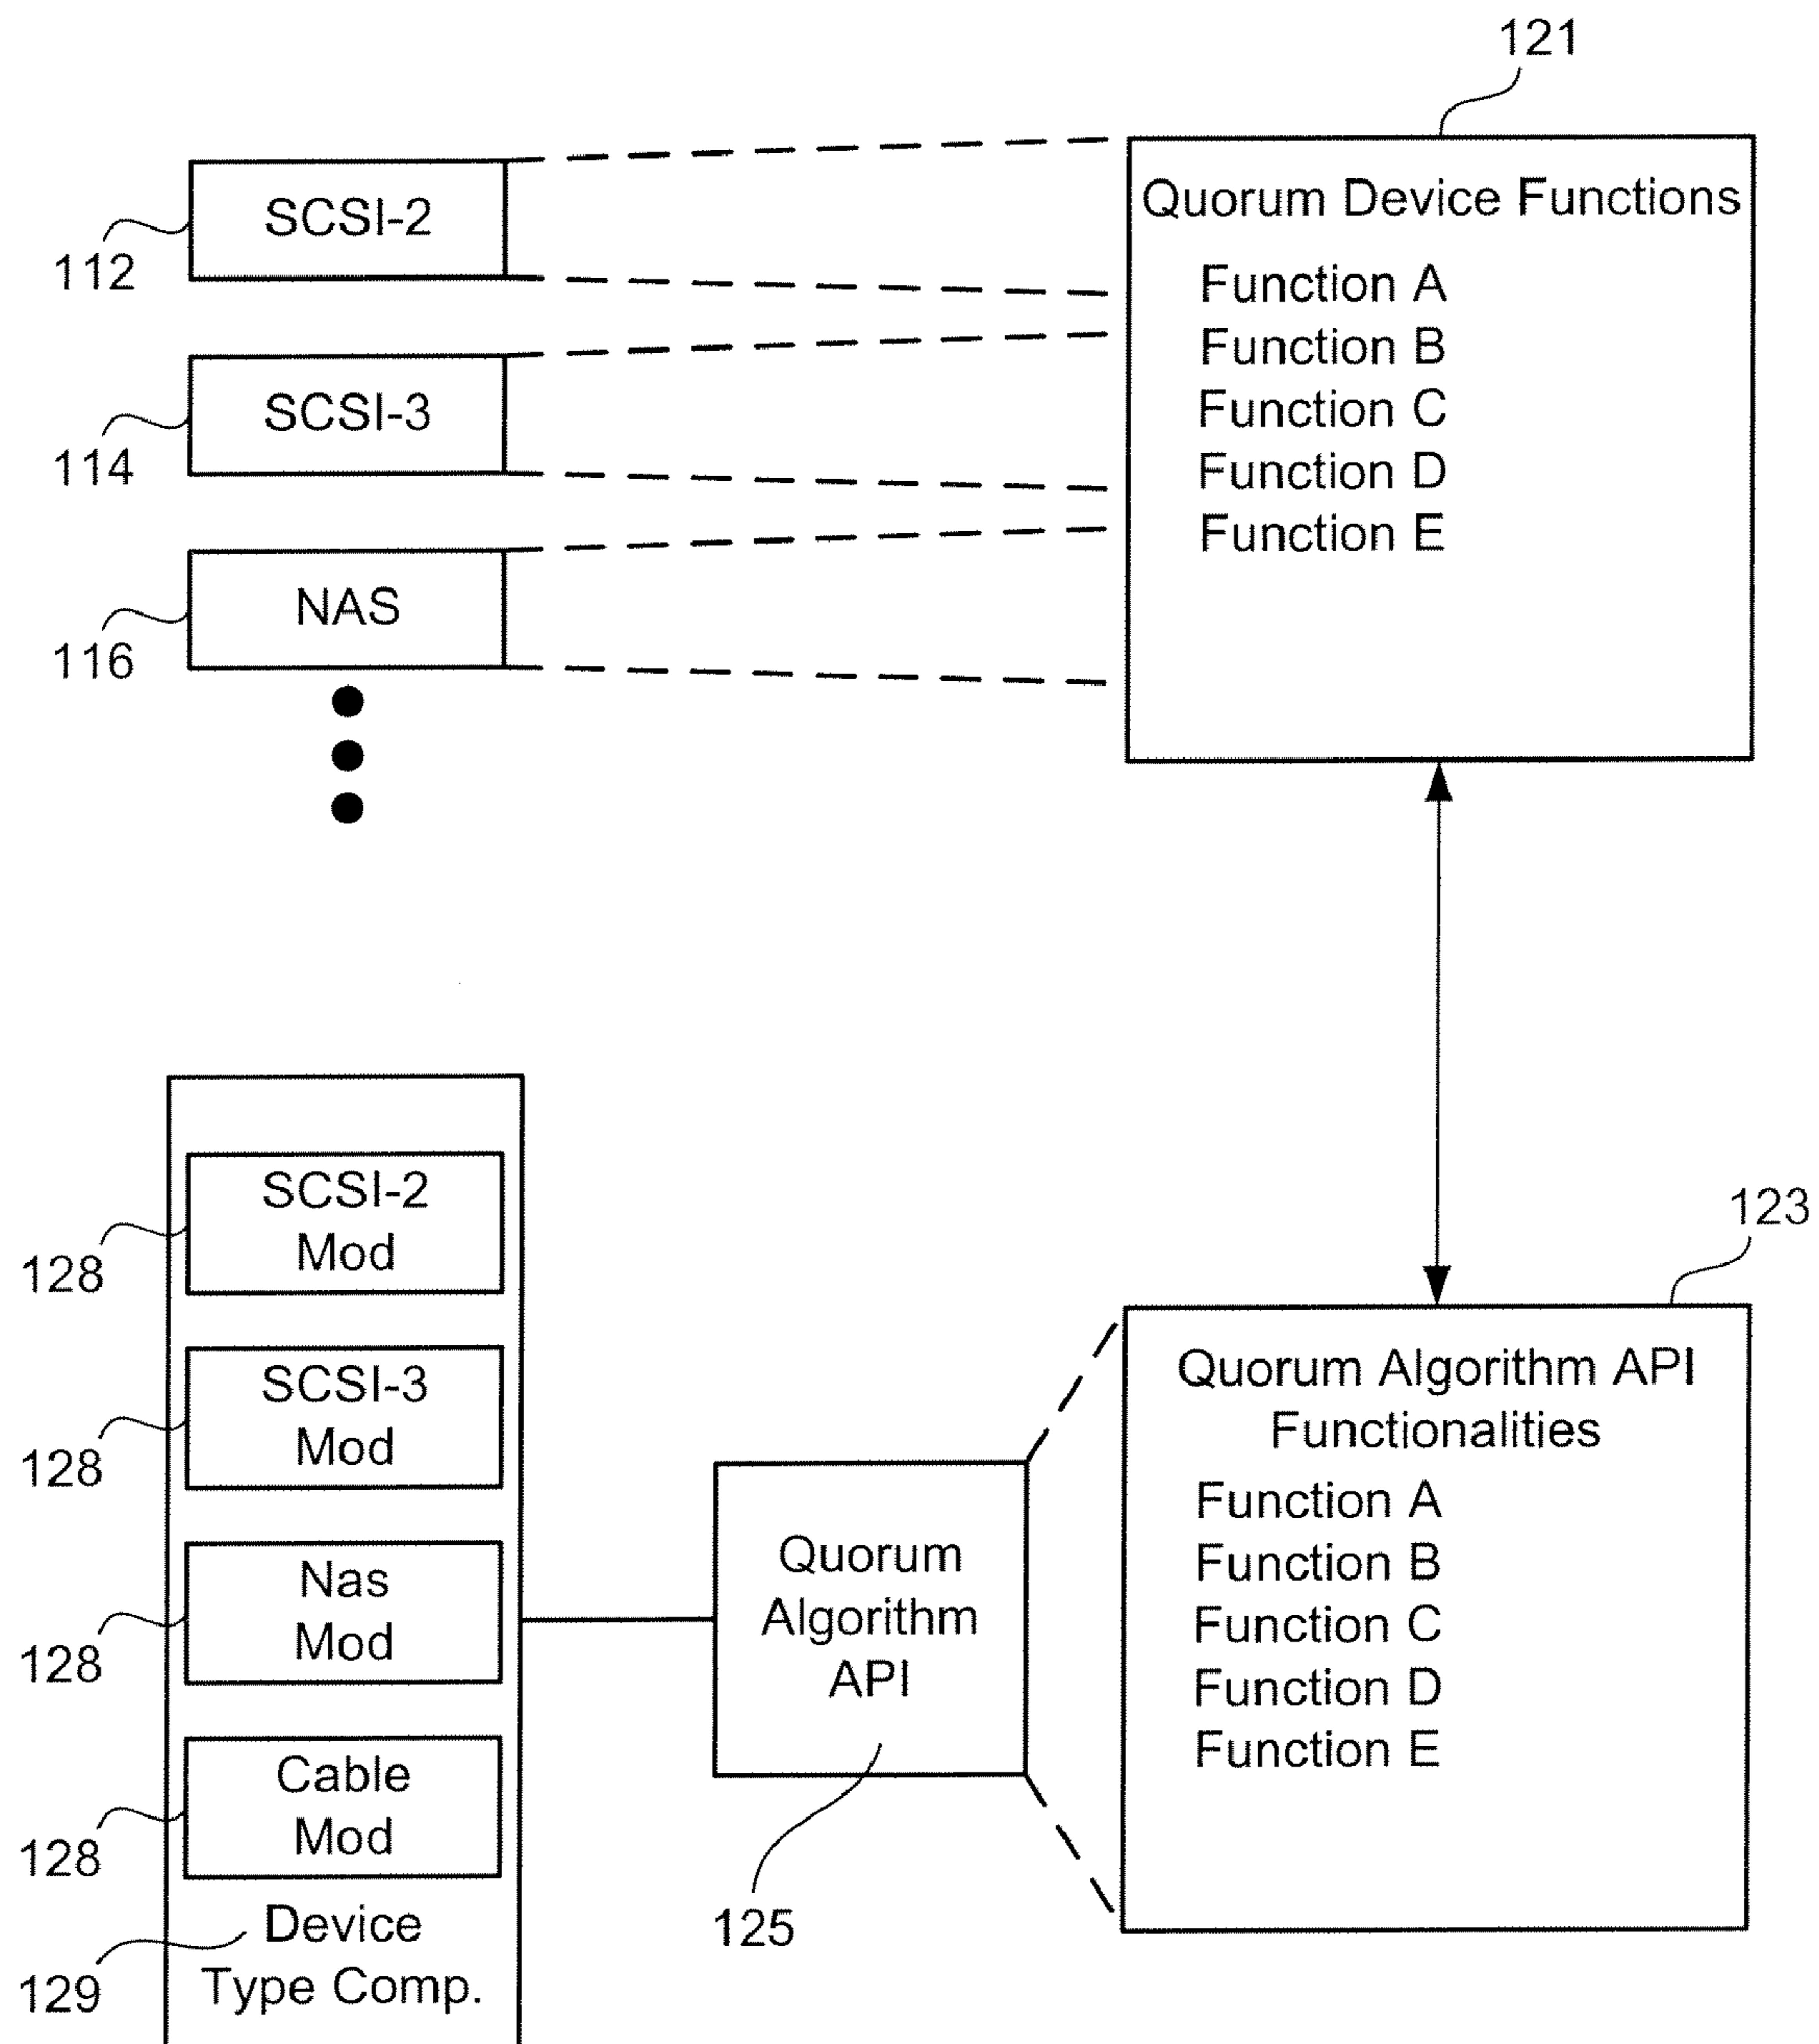 121
SCSI-2
112
SCSI-3
114
NAS
116
Quorum Device Functions
Function A
Function B
Function C
Function D
Function E
123
SCSI-2
Mod
128
SCSI-3
Mod
128
Nas
Mod
128
Cable
Mod
128
Device
Type Comp.
129
Quorum
Algorithm
API
125
Quorum Algorithm API
Functionalities
Function A
Function B
Function C
Function D
Function E